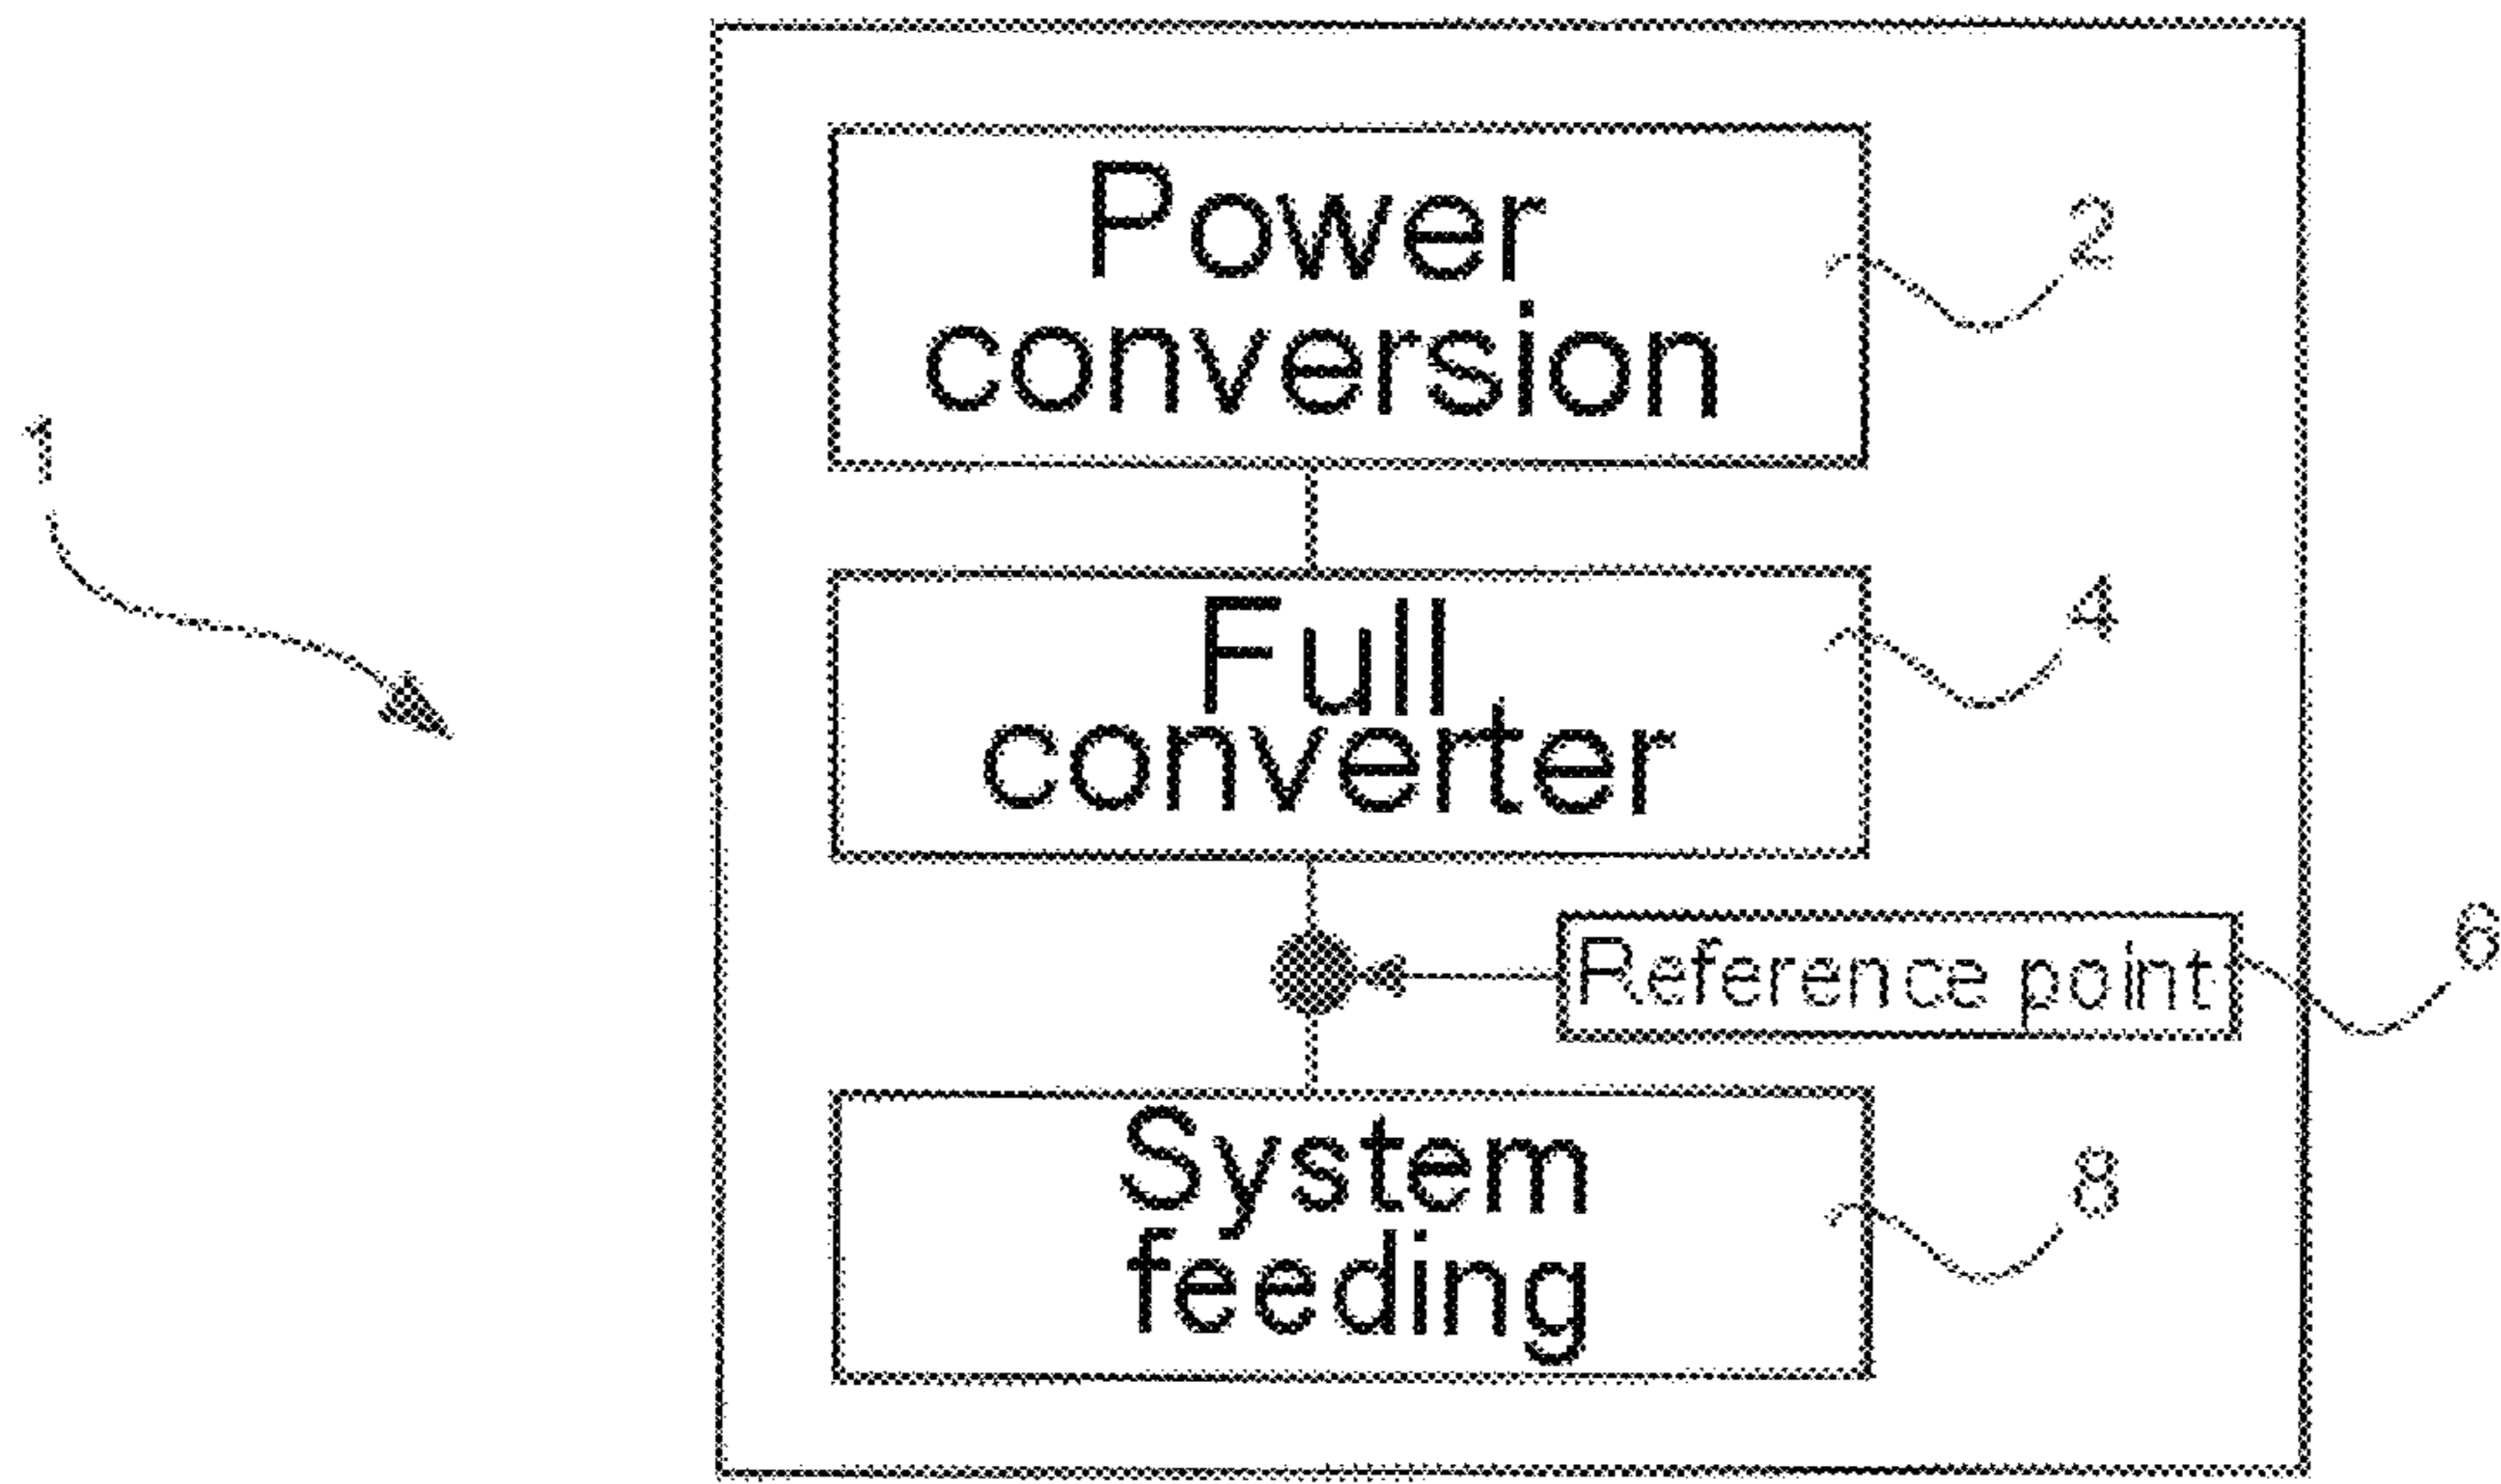 Power
conversion
2
1
Full
converter
4
Reference point
6
System
feeding
8